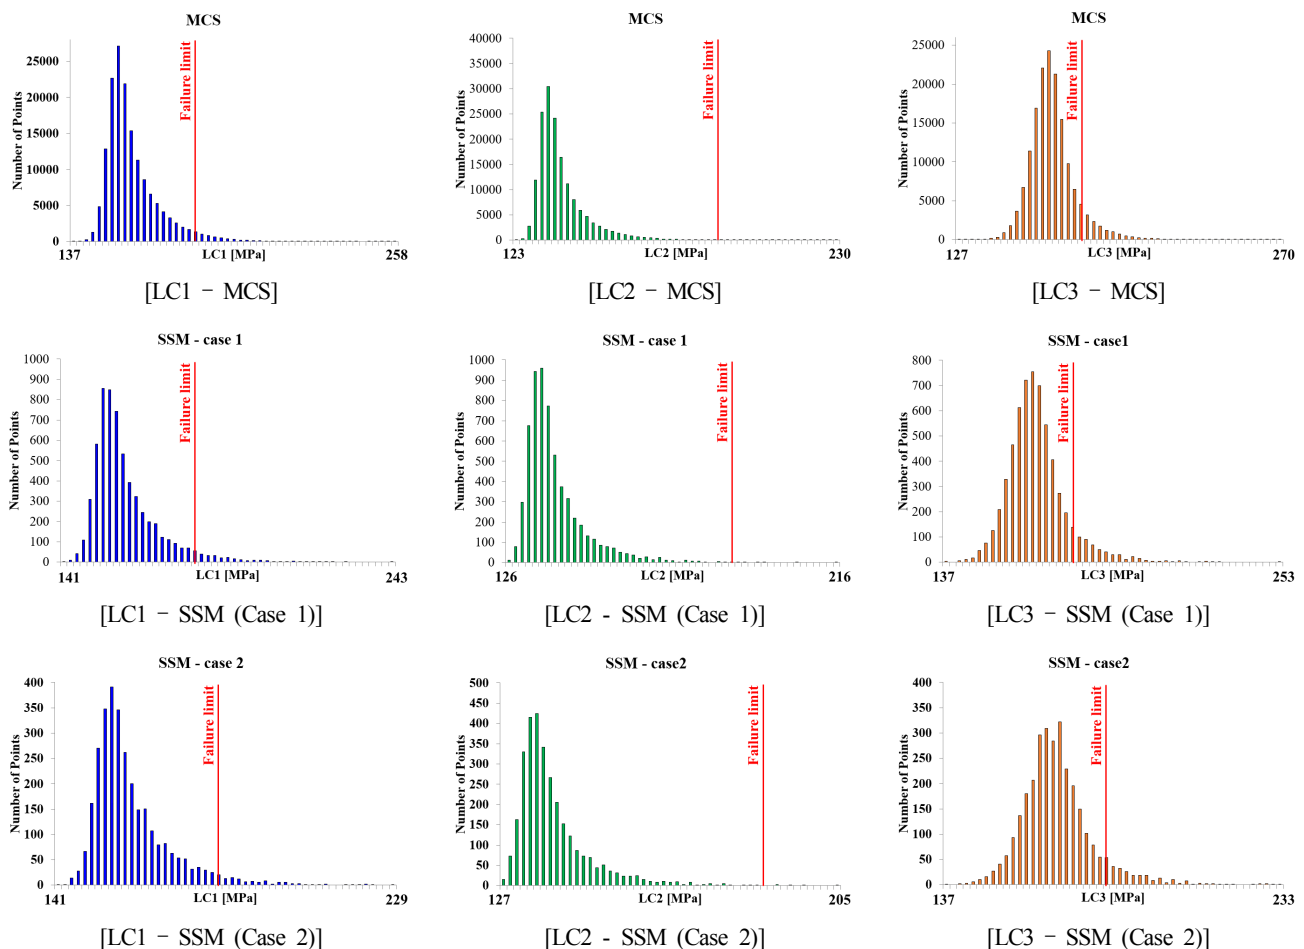 MCS
Number of Points
25000
20000
15000
10000
5000
0
Failure limit
137
LC1 [MPa]
258
[LC1 − MCS]
MCS
Number of Points
40000
35000
30000
25000
20000
15000
10000
5000
0
Failure limit
123
LC2 [MPa]
230
[LC2 − MCS]
MCS
Number of Points
25000
20000
15000
10000
5000
0
Failure limit
127
LC3 [MPa]
270
[LC3 − MCS]
SSM - case 1
Number of Points
1000
900
800
700
600
500
400
300
200
100
0
Failure limit
141
LC1 [MPa]
243
[LC1 − SSM (Case 1)]
SSM - case 1
Number of Points
1000
900
800
700
600
500
400
300
200
100
0
Failure limit
126
LC2 [MPa]
216
[LC2 - SSM (Case 1)]
SSM - case1
Number of Points
800
700
600
500
400
300
200
100
0
Failure limit
137
LC3 [MPa]
253
[LC3 − SSM (Case 1)]
SSM - case 2
Number of Points
400
350
300
250
200
150
100
50
0
Failure limit
141
LC1 [MPa]
229
[LC1 − SSM (Case 2)]
SSM - case2
Number of Points
500
450
400
350
300
250
200
150
100
50
0
Failure limit
127
LC2 [MPa]
205
[LC2 - SSM (Case 2)]
SSM - case2
Number of Points
400
350
300
250
200
150
100
50
0
Failure limit
137
LC3 [MPa]
233
[LC3 − SSM (Case 2)]